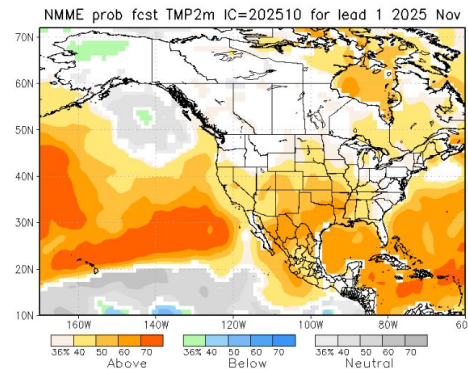 NMME prob fcst TMP2m IC=202510 for lead 1 2025 Nov
70N
60N
50N
40N
30N
20N
10N
160W 140W 120W 100W 80W 60
36% 40 50 60 70 36% 40 50 60 70 36% 40 50 60 70
Above Below Neutral